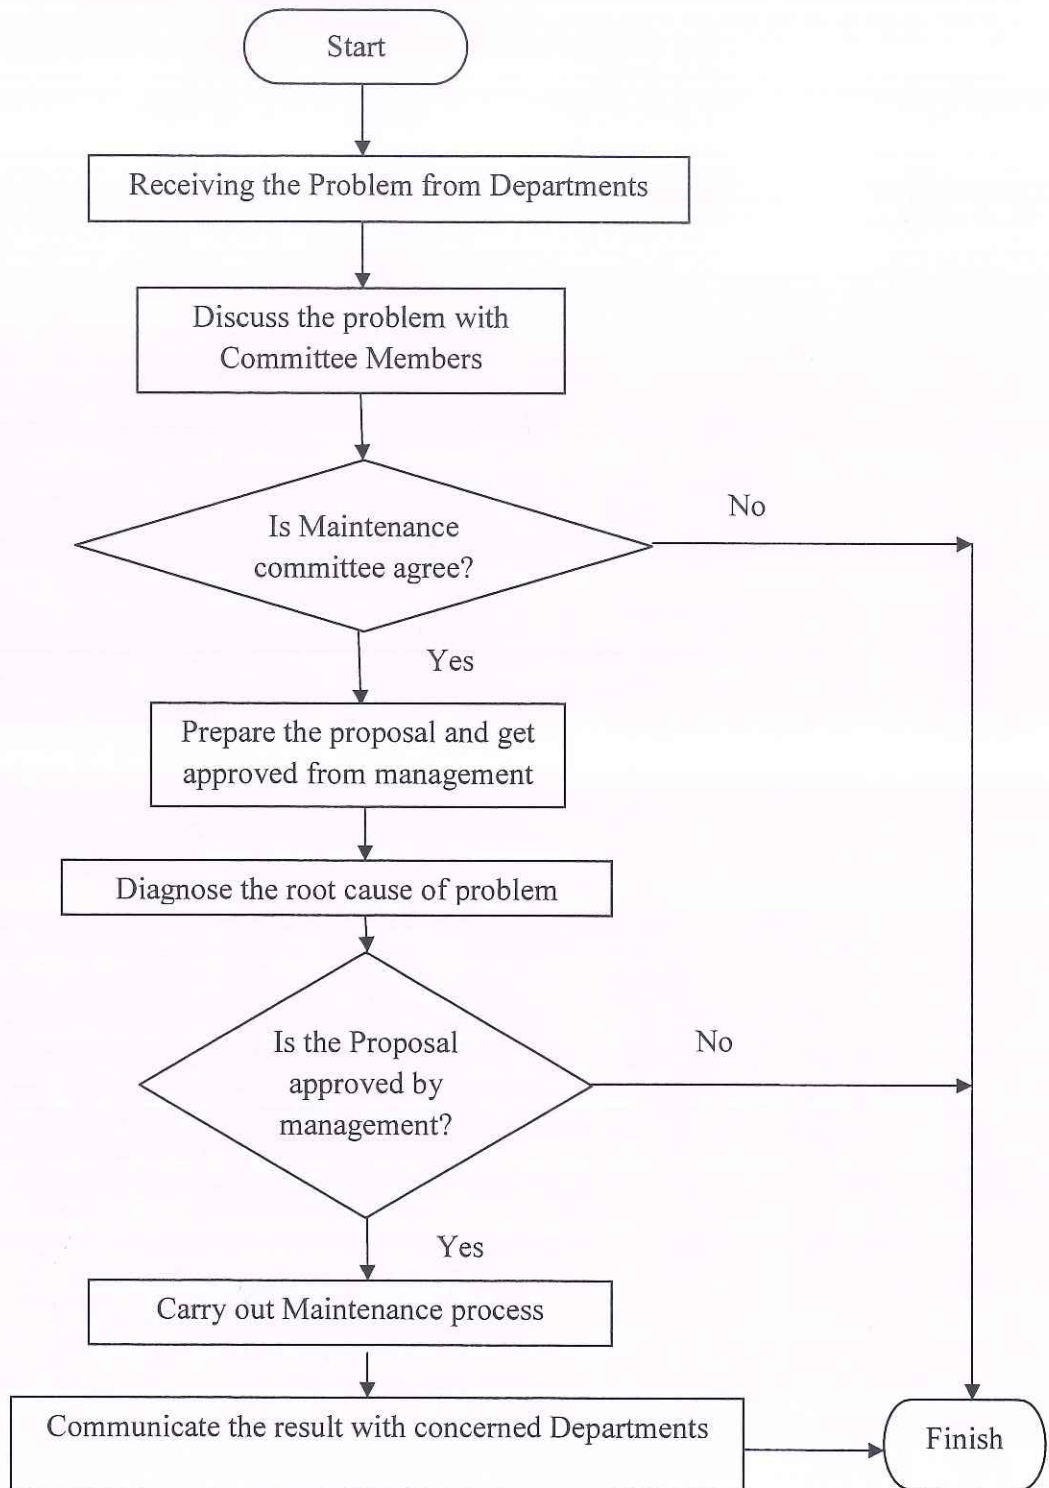 Start
Receiving the Problem from Departments
Discuss the problem with
Committee Members
Is Maintenance
committee agree?
No
Yes
Prepare the proposal and get
approved from management
Diagnose the root cause of problem
Is the Proposal
approved by
management?
No
Yes
Carry out Maintenance process
Communicate the result with concerned Departments
Finish